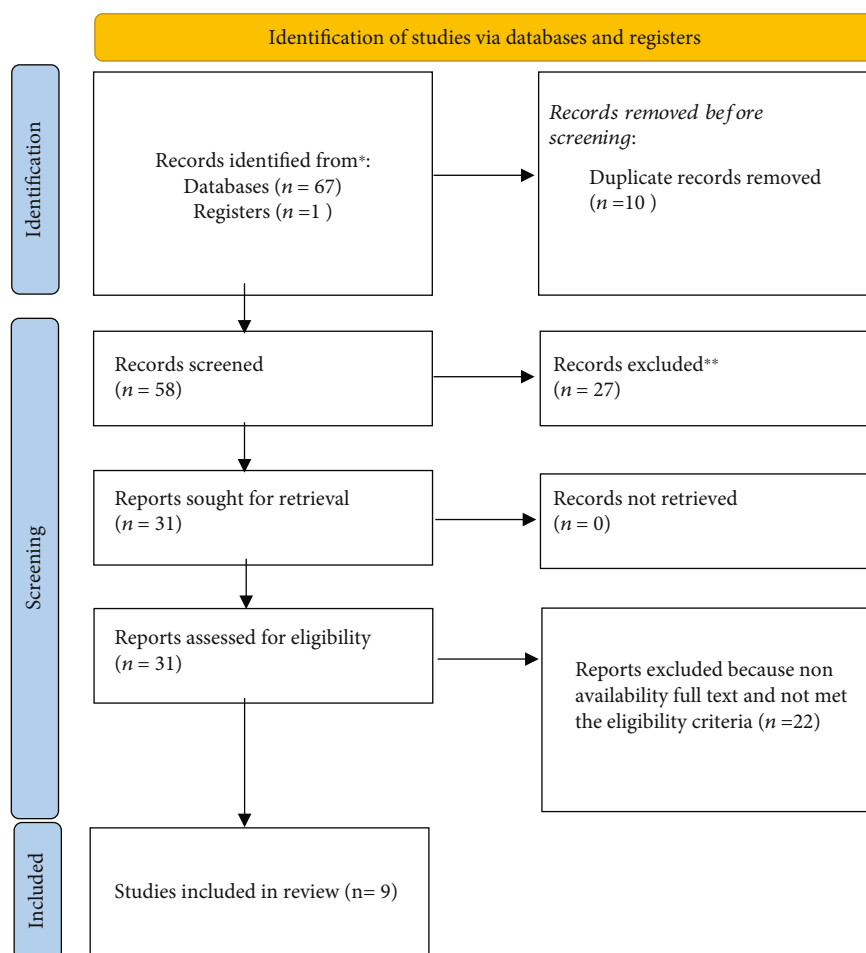 Identification of studies via databases and registers
Identification
Records identified from*:
Databases (n = 67)
Registers (n =1 )
Records removed before
screening:
Duplicate records removed
(n =10 )
Screening
Records screened
(n = 58)
Records excluded**
(n = 27)
Reports sought for retrieval
(n = 31)
Records not retrieved
(n = 0)
Reports assessed for eligibility
(n = 31)
Reports excluded because non
availability full text and not met
the eligibility criteria (n =22)
Included
Studies included in review (n= 9)